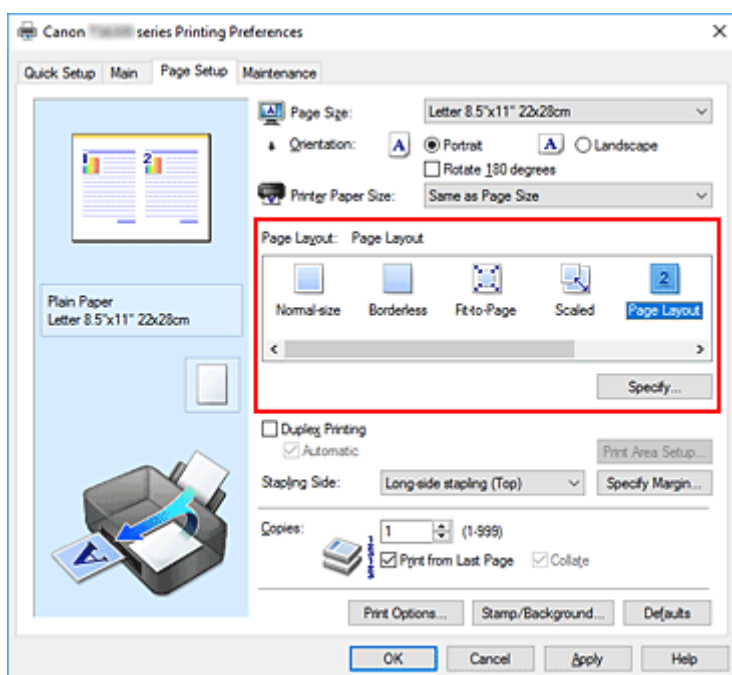 Canon series Printing Preferences
Quick Setup Main Page Setup Maintenance
Page Size: Letter 8.5"x11" 22x28cm
Orientation: A Portrait A Landscape
Rotate 180 degrees
Printer Paper Size: Same as Page Size
1 2
Page Layout: Page Layout
2
Normal-size Borderless Fit-to-Page Scaled Page Layout
Plain Paper
Letter 8.5"x11" 22x28cm
Specify...
Duplex Printing
Automatic Print Area Setup...
Stapling Side: Long-side stapling (Top) Specify Margin...
Copies: 1 (1-999)
Print from Last Page Collate
A
Print Options... Stamp/Background... Defaults
OK Cancel Apply Help